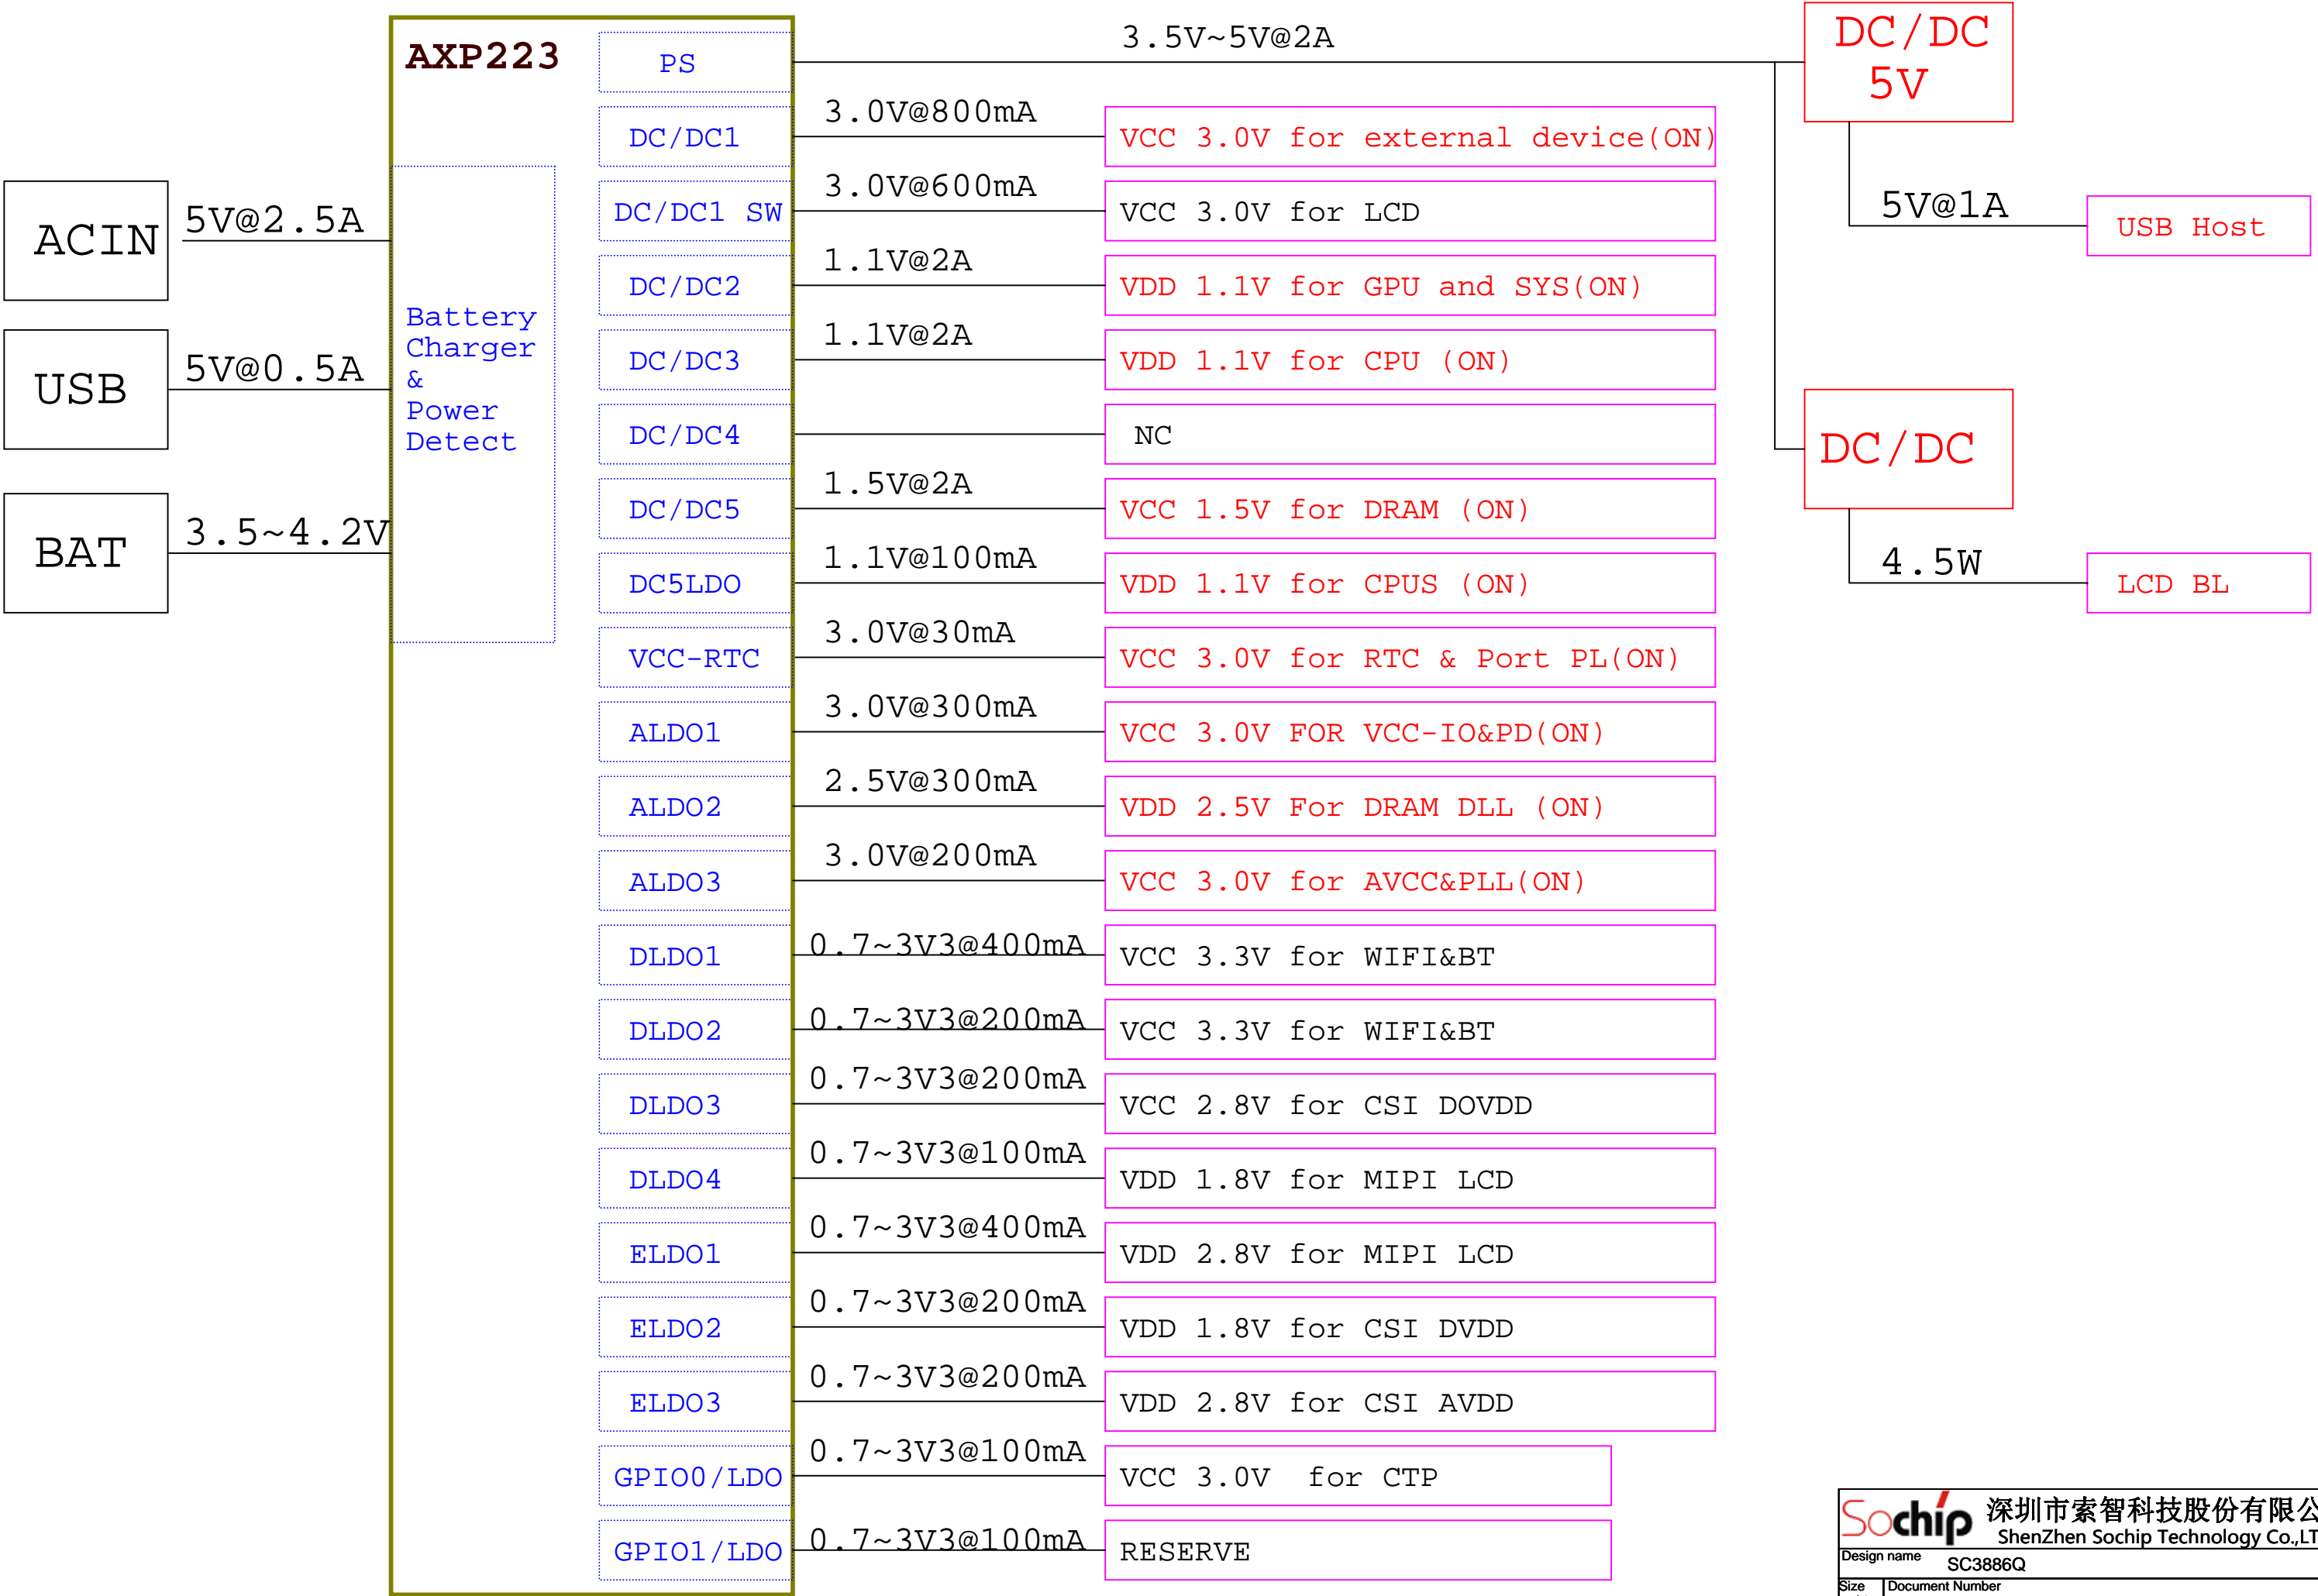 AXP223
PS
3.5V~5V@2A
DC/DC
5V
DC/DC1
3.0V@800mA
VCC 3.0V for external device(ON)
DC/DC1 SW
3.0V@600mA
VCC 3.0V for LCD
ACIN
5V@2.5A
5V@1A
USB Host
DC/DC2
1.1V@2A
VDD 1.1V for GPU and SYS(ON)
Battery
Charger
&
Power
Detect
USB
5V@0.5A
DC/DC3
1.1V@2A
VDD 1.1V for CPU (ON)
DC/DC4
NC
DC/DC
BAT
3.5~4.2V
DC/DC5
1.5V@2A
VCC 1.5V for DRAM (ON)
DC5LDO
1.1V@100mA
VDD 1.1V for CPUS (ON)
4.5W
LCD BL
VCC-RTC
3.0V@30mA
VCC 3.0V for RTC & Port PL(ON)
ALDO1
3.0V@300mA
VCC 3.0V FOR VCC-IO&PD(ON)
ALDO2
2.5V@300mA
VDD 2.5V For DRAM DLL (ON)
ALDO3
3.0V@200mA
VCC 3.0V for AVCC&PLL(ON)
DLDO1
0.7~3V3@400mA
VCC 3.3V for WIFI&BT
DLDO2
0.7~3V3@200mA
VCC 3.3V for WIFI&BT
DLDO3
0.7~3V3@200mA
VCC 2.8V for CSI DOVDD
DLDO4
0.7~3V3@100mA
VDD 1.8V for MIPI LCD
ELDO1
0.7~3V3@400mA
VDD 2.8V for MIPI LCD
ELDO2
0.7~3V3@200mA
VDD 1.8V for CSI DVDD
ELDO3
0.7~3V3@200mA
VDD 2.8V for CSI AVDD
GPIO0/LDO
0.7~3V3@100mA
VCC 3.0V for CTP
GPIO1/LDO
0.7~3V3@100mA
RESERVE
Sochip
深圳市索智科技股份有限公
ShenZhen Sochip Technology Co.,LT
Design name
SC3886Q
Size
Document Number